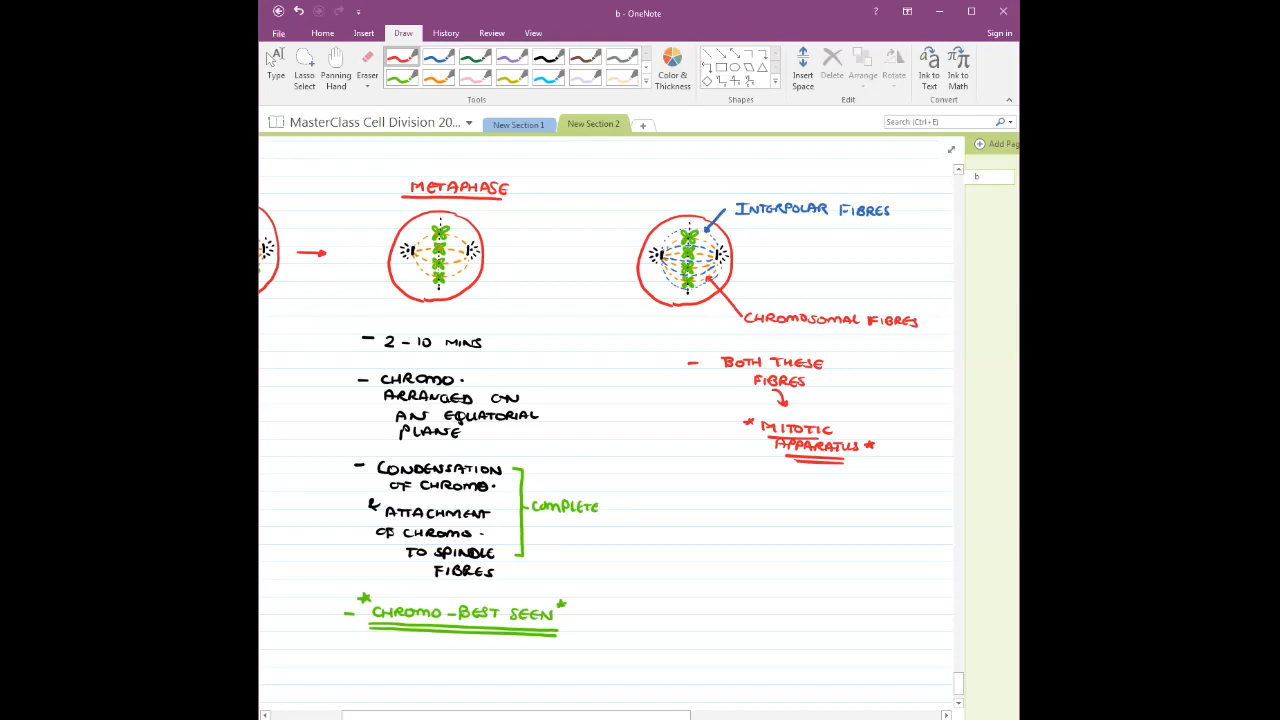 b - OneNote
Sign in
File Home Insert Draw History Review View
Type
Lasso Select
Panning Hand
Eraser
Color & Thickness
Insert Space
Delete
Arrange
Rotate
Ink to Text
Ink to Math
Tools
Shapes
Edit
Convert
MasterClass Cell Division 20...
New Section 1
New Section 2
Search (Ctrl+E)
Add Pag
b
METAPHASE
INTERPOLAR FIBRES
CHROMOSOMAL FIBRES
- 2-10 MINS
- CHROMO.
ARRANGED ON
AN EQUATORIAL
PLANE
- CONDENSATION
OF CHROMO.
& ATTACHMENT
OF CHROMO.
TO SPINDLE
FIBRES
COMPLETE
- *CHROMO-BEST SEEN*
- BOTH THESE
FIBRES
*MITOTIC
APPARATUS*